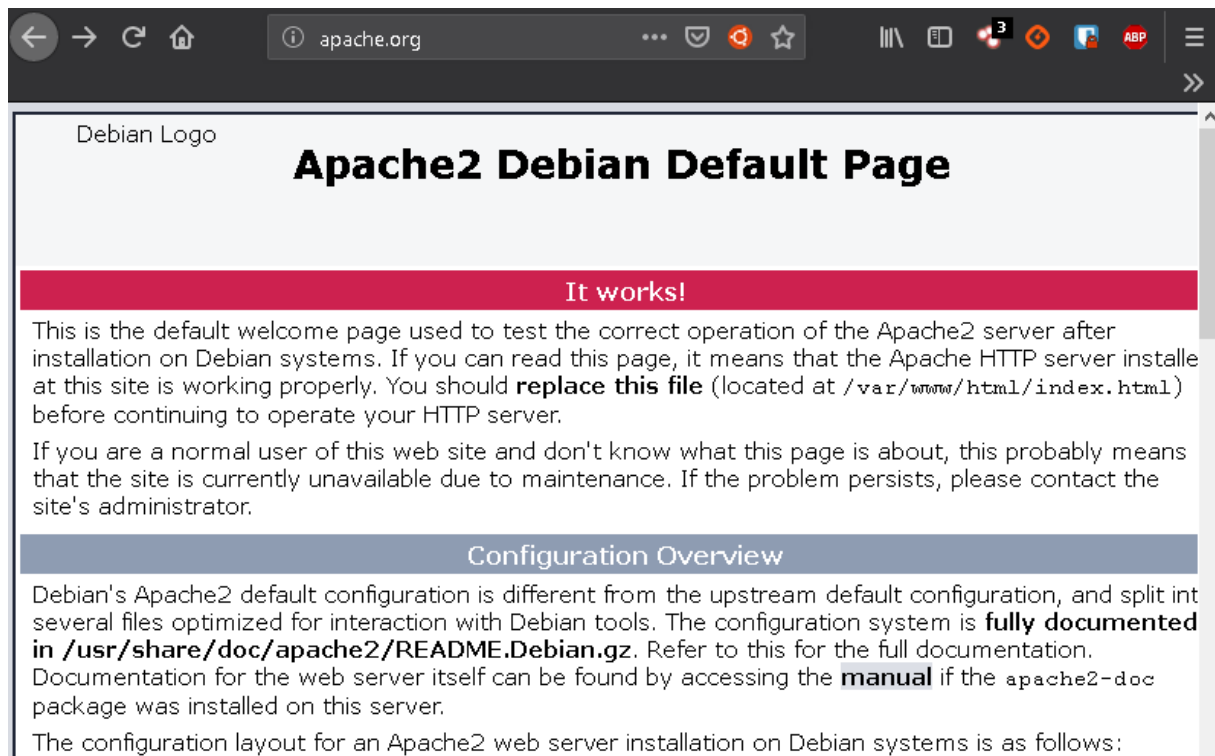 apache.org
3
ABP
Debian Logo
Apache2 Debian Default Page
It works!
This is the default welcome page used to test the correct operation of the Apache2 server after
installation on Debian systems. If you can read this page, it means that the Apache HTTP server installe
at this site is working properly. You should replace this file (located at /var/www/html/index.html)
before continuing to operate your HTTP server.
If you are a normal user of this web site and don't know what this page is about, this probably means
that the site is currently unavailable due to maintenance. If the problem persists, please contact the
site's administrator.
Configuration Overview
Debian's Apache2 default configuration is different from the upstream default configuration, and split int
several files optimized for interaction with Debian tools. The configuration system is fully documented
in /usr/share/doc/apache2/README.Debian.gz. Refer to this for the full documentation.
Documentation for the web server itself can be found by accessing the manual if the apache2-doc
package was installed on this server.
The configuration layout for an Apache2 web server installation on Debian systems is as follows: